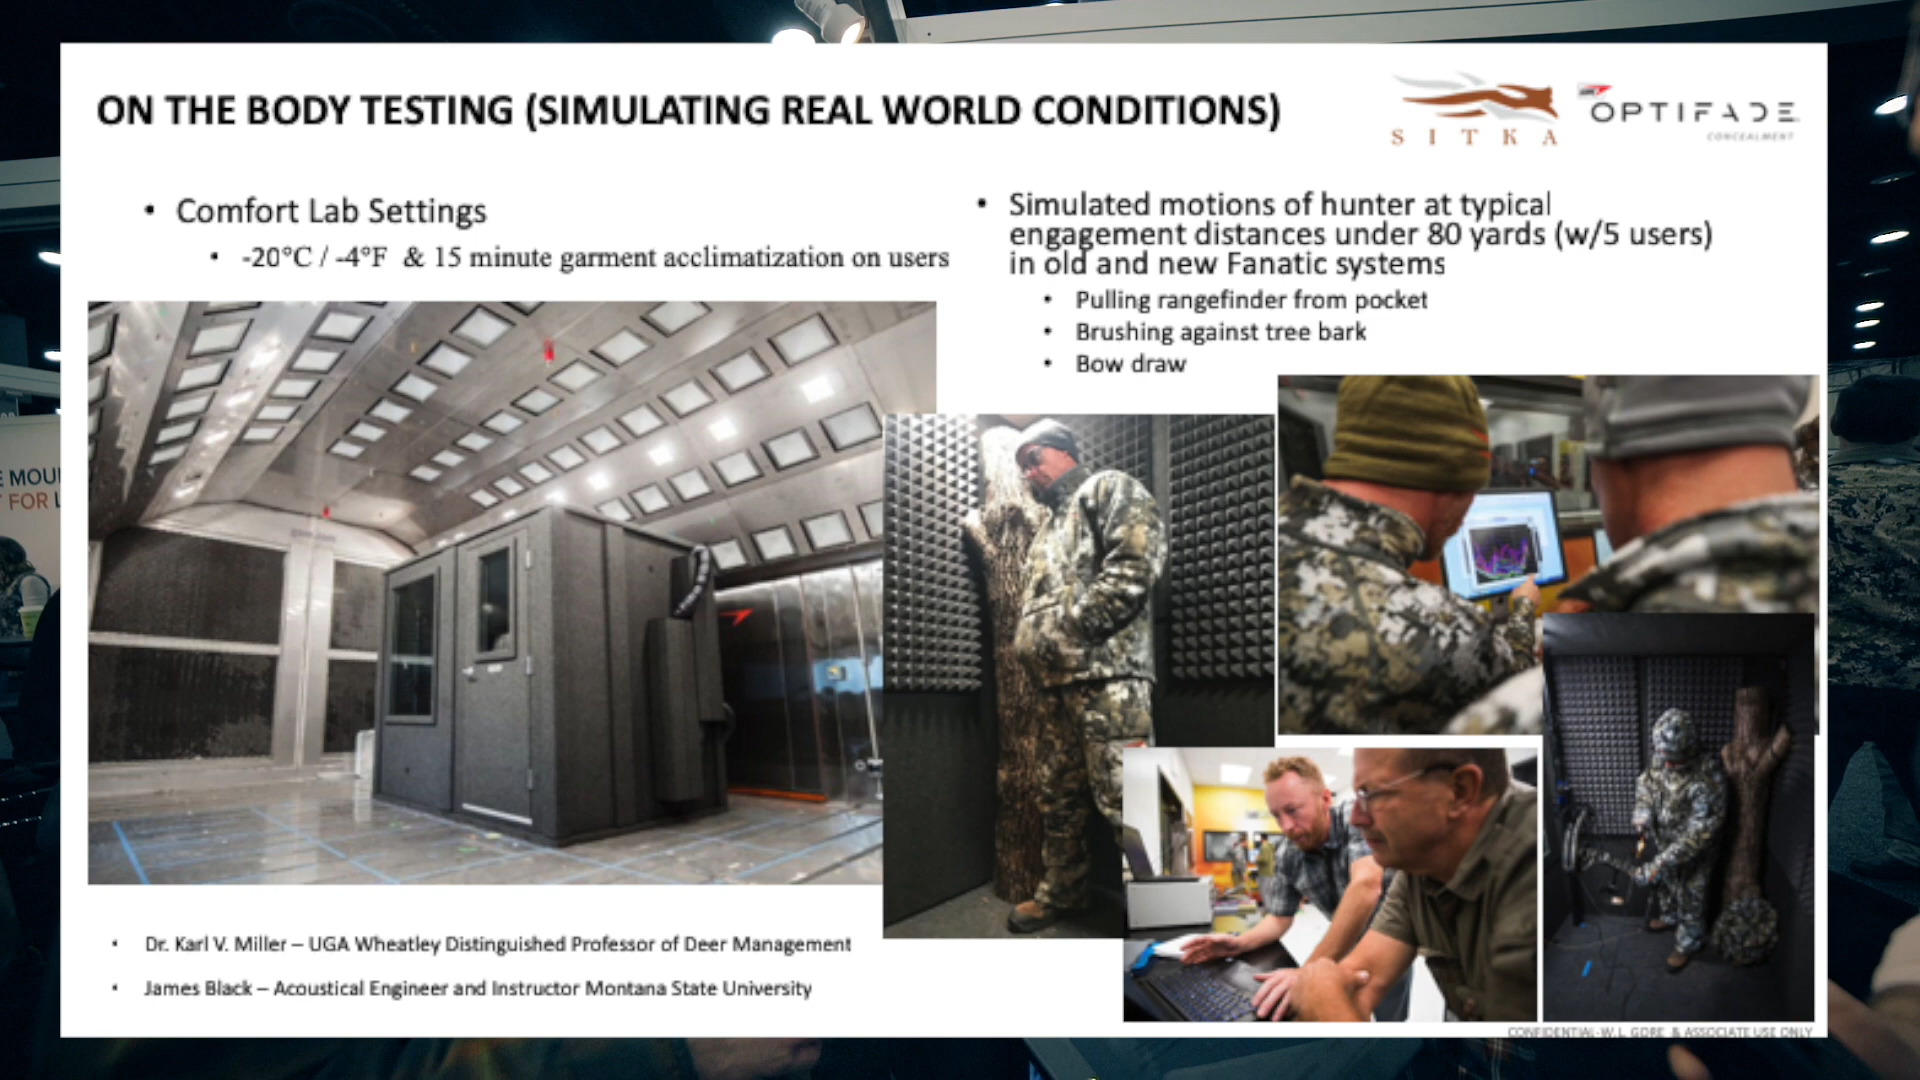 ON THE BODY TESTING (SIMULATING REAL WORLD CONDITIONS)
SITKA
OPTIFADE
CONCEALMENT
• Comfort Lab Settings
• -20°C / -4°F & 15 minute garment acclimatization on users
• Simulated motions of hunter at typical
engagement distances under 80 yards (w/5 users)
in old and new Fanatic systems
• Pulling rangefinder from pocket
• Brushing against tree bark
• Bow draw
E MOU
FOR L
• Dr. Karl V. Miller – UGA Wheatley Distinguished Professor of Deer Management
• James Black – Acoustical Engineer and Instructor Montana State University
CONFIDENTIAL-W.L. GORE & ASSOCIATE USE ONLY